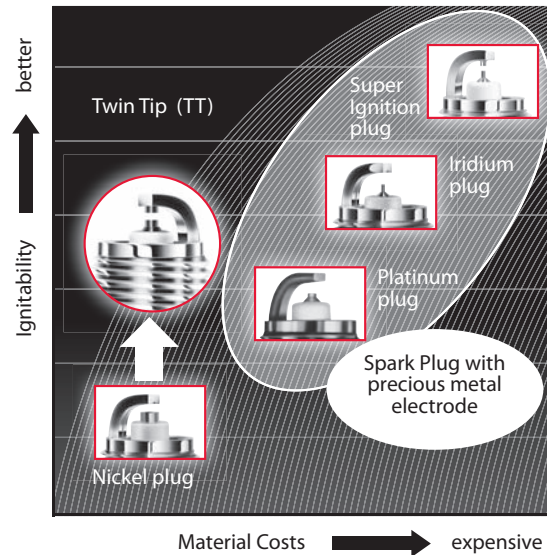 better
Ignitability
Twin Tip (TT)
Super
Ignition
plug
Iridium
plug
Platinum
plug
Spark Plug with
precious metal
electrode
Nickel plug
Material Costs
expensive